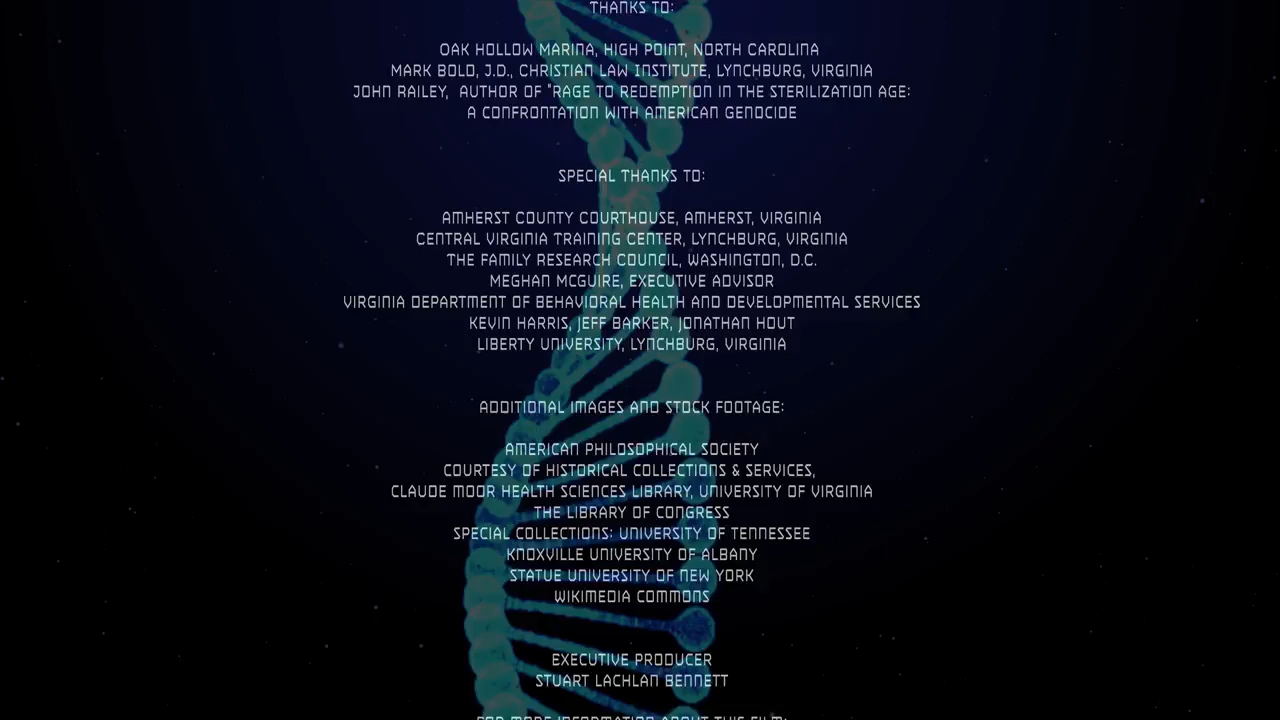 THANKS TO:
OAK HOLLOW MARINA, HIGH POINT, NORTH CAROLINA
MARK BOLD, J.D., CHRISTIAN LAW INSTITUTE, LYNCHBURG, VIRGINIA
JOHN RAILEY, AUTHOR OF "RAGE TO REDEMPTION IN THE STERILIZATION AGE:
A CONFRONTATION WITH AMERICAN GENOCIDE
SPECIAL THANKS TO:
AMHERST COUNTY COURTHOUSE, AMHERST, VIRGINIA
CENTRAL VIRGINIA TRAINING CENTER, LYNCHBURG, VIRGINIA
THE FAMILY RESEARCH COUNCIL, WASHINGTON, D.C.
MEGHAN MCGUIRE, EXECUTIVE ADVISOR
VIRGINIA DEPARTMENT OF BEHAVIORAL HEALTH AND DEVELOPMENTAL SERVICES
KEVIN HARRIS, JEFF BARKER, JONATHAN HOUT
LIBERTY UNIVERSITY, LYNCHBURG, VIRGINIA
ADDITIONAL IMAGES AND STOCK FOOTAGE:
AMERICAN PHILOSOPHICAL SOCIETY
COURTESY OF HISTORICAL COLLECTIONS & SERVICES,
CLAUDE MOOR HEALTH SCIENCES LIBRARY, UNIVERSITY OF VIRGINIA
THE LIBRARY OF CONGRESS
SPECIAL COLLECTIONS: UNIVERSITY OF TENNESSEE
KNOXVILLE UNIVERSITY OF ALBANY
STATUE UNIVERSITY OF NEW YORK
WIKIMEDIA COMMONS
EXECUTIVE PRODUCER
STUART LACHLAN BENNETT
FOR MORE INFORMATION ABOUT THIS FILM: